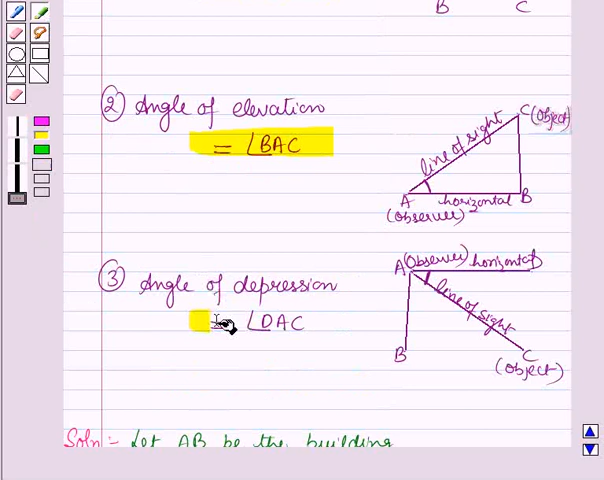 B C
② Angle of elevation
= ∠BAC
C (Object)
line of sight
A horizontal B
(Observer)
③ Angle of depression
= ∠DAC
A (Observer) horizontal D
line of sight
B
C
(Object)
Soln:- Let AB be the building